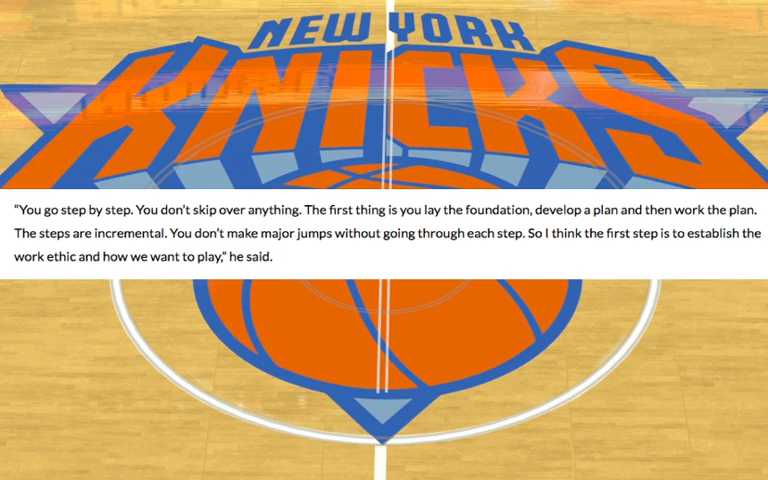 NEW YORK
KNICKS
“You go step by step. You don’t skip over anything. The first thing is you lay the foundation, develop a plan and then work the plan.
The steps are incremental. You don’t make major jumps without going through each step. So I think the first step is to establish the
work ethic and how we want to play,” he said.